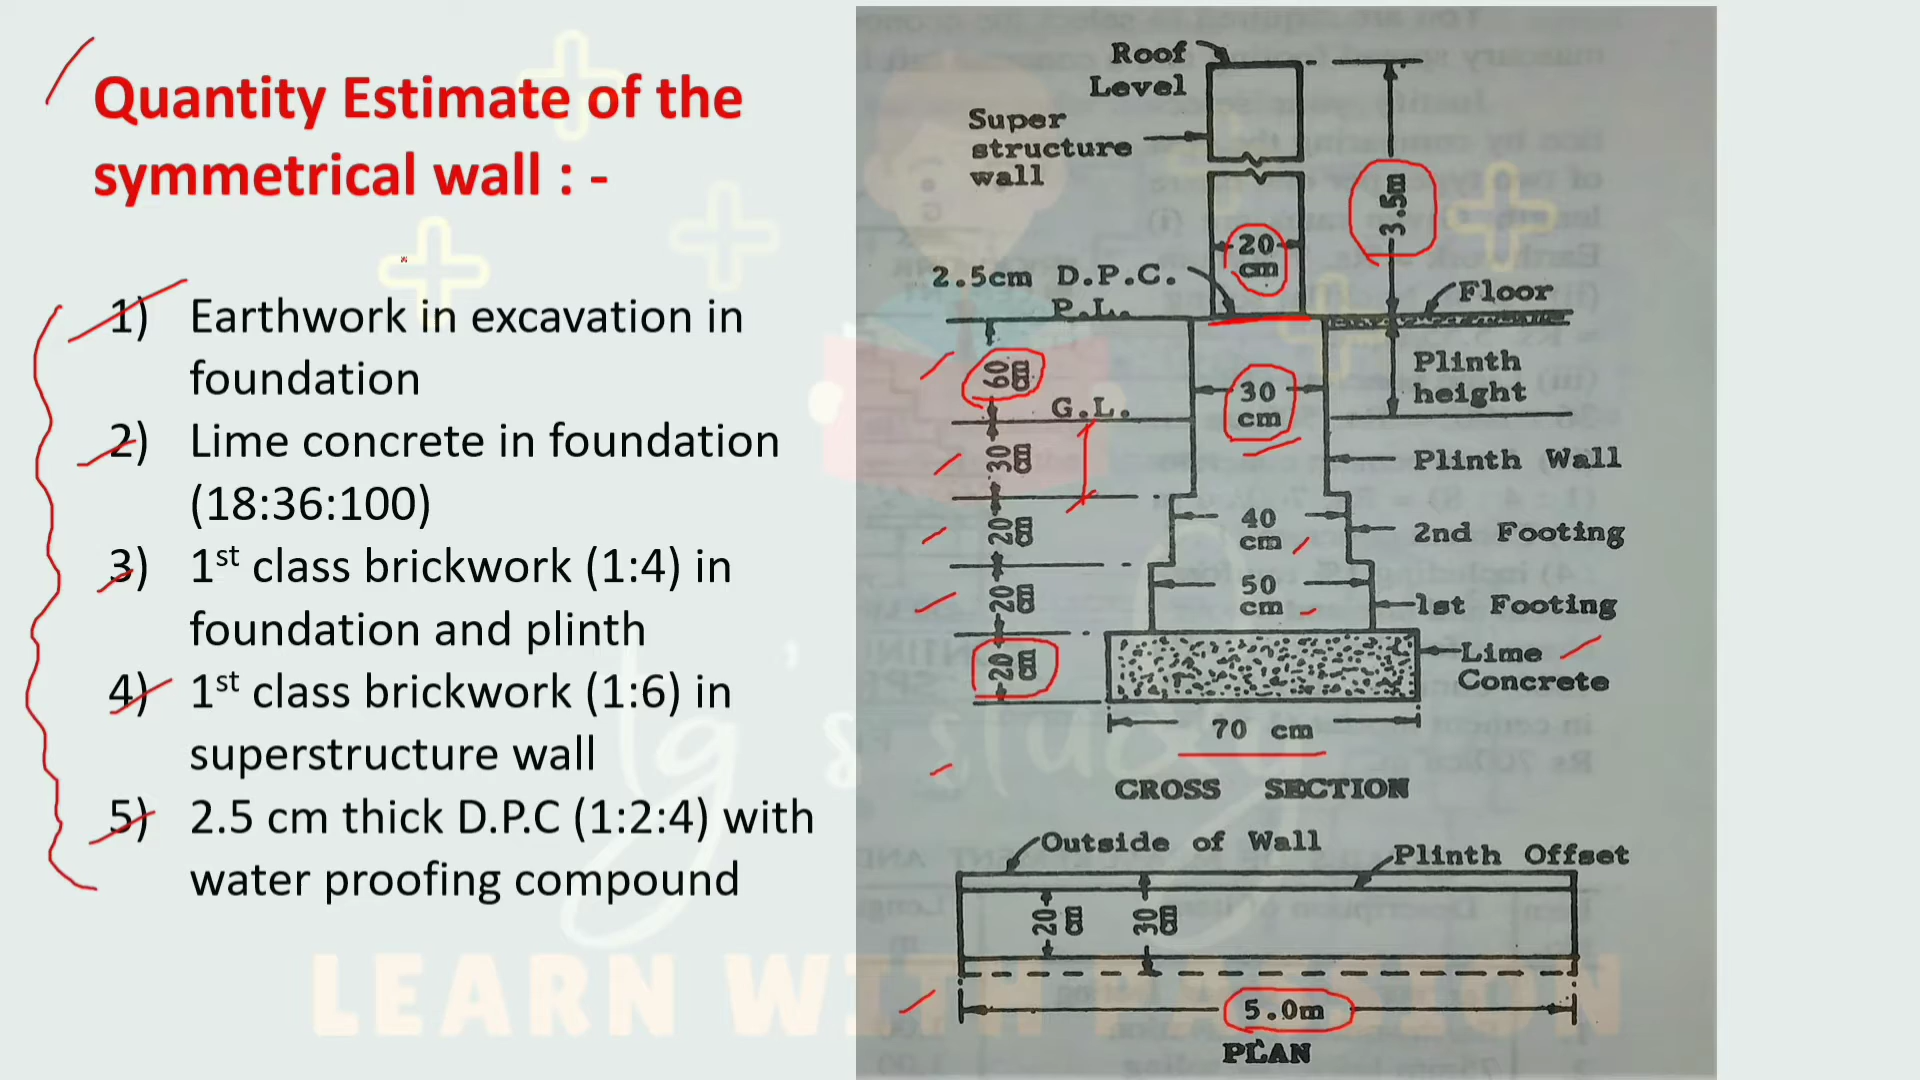 Quantity Estimate of the
symmetrical wall : -
1) Earthwork in excavation in
foundation
2) Lime concrete in foundation
(18:36:100)
3) 1st class brickwork (1:4) in
foundation and plinth
4) 1st class brickwork (1:6) in
superstructure wall
5) 2.5 cm thick D.P.C (1:2:4) with
water proofing compound
Roof
Level
Super
structure
wall
3.5m
20
cm
2.5cm D.P.C.
P.L.
Floor
60
cm
30
cm
Plinth
height
G.L.
30
cm
Plinth Wall
20
cm
40
cm
2nd Footing
20
cm
50
cm
1st Footing
20
cm
Lime
Concrete
70 cm
CROSS SECTION
Outside of Wall
Plinth Offset
20
cm
30
cm
5.0m
PLAN
lg's study
LEARN WITH PASSION